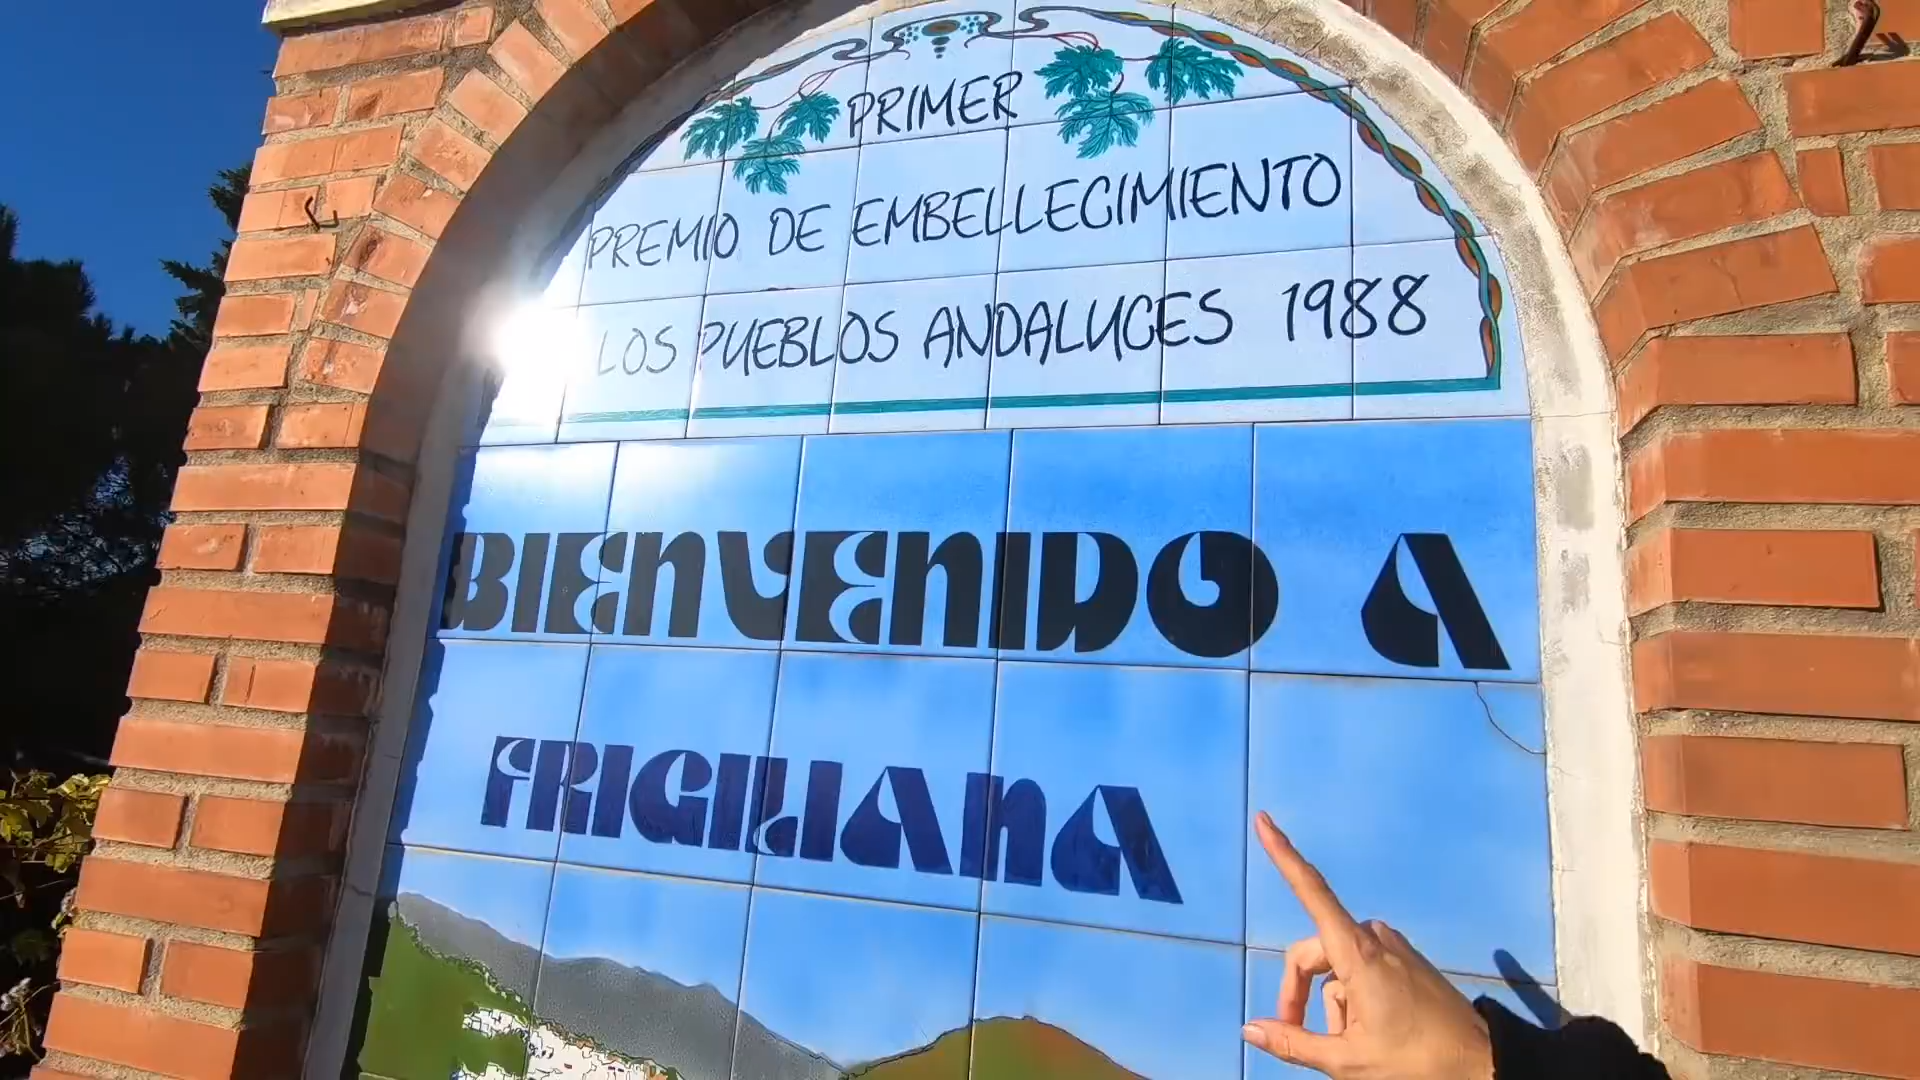 PRIMER
PREMIO DE EMBELLECIMIENTO
LOS PUEBLOS ANDALUCES 1988
BIENVENIDO A
FRIGILIANA